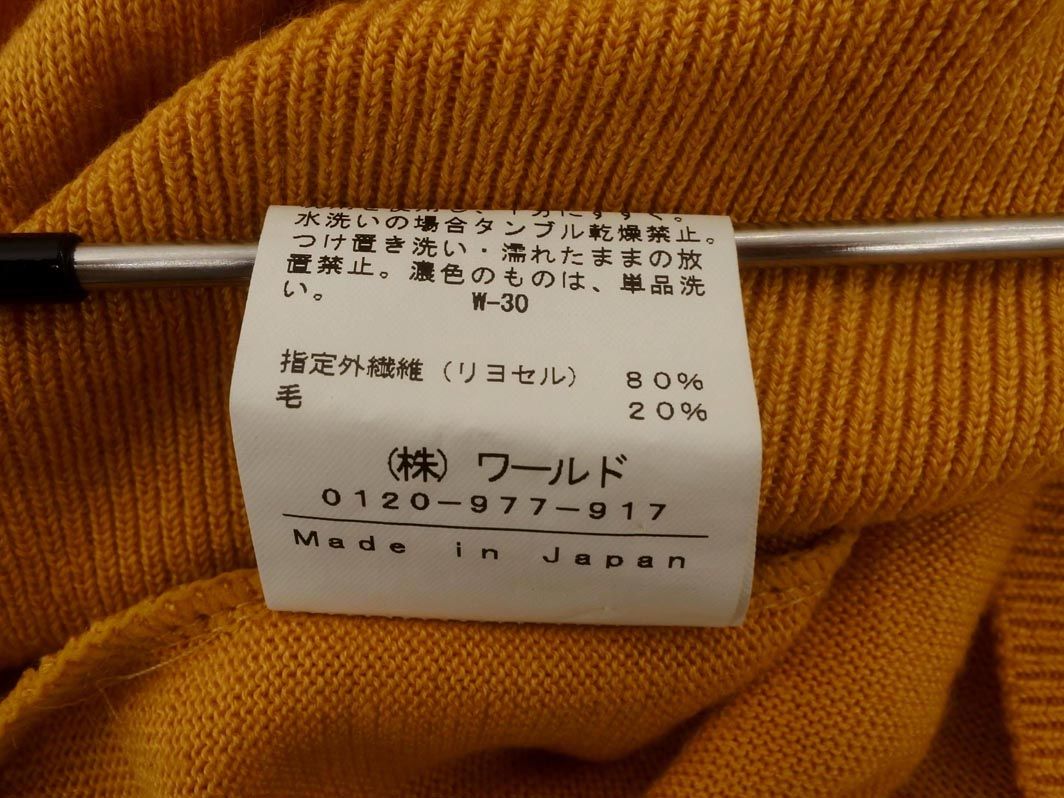 水洗いの場合タンブル乾燥禁止。
つけ置き洗い・濡れたままの放
置禁止。濃色のものは、単品洗
い。 W-30
指定外繊維(リヨセル) 80%
毛 20%
(株)ワールド
0120-977-917
Made in Japan